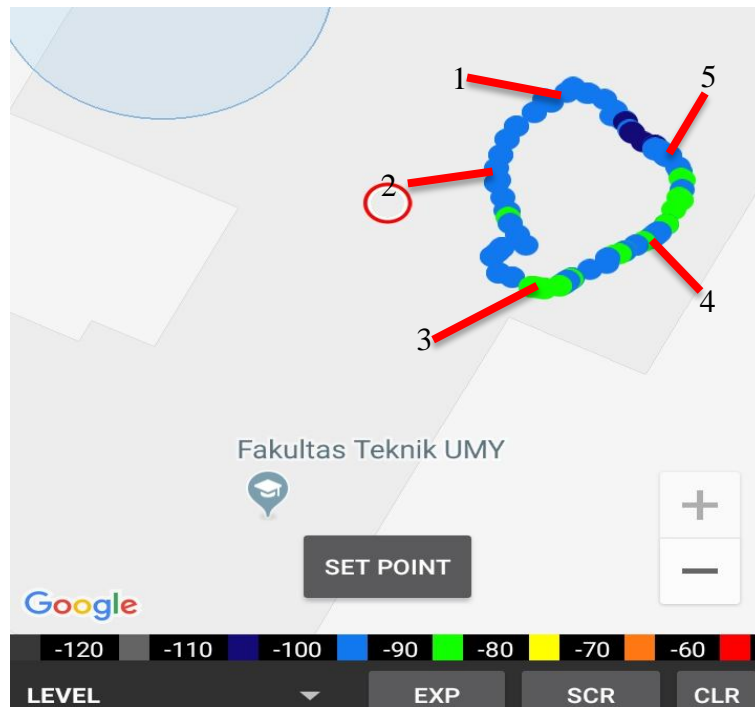 1
5
2
4
3
Fakultas Teknik UMY
SET POINT
+
−
Google
-120 -110 -100 -90 -80 -70 -60
LEVEL EXP SCR CLR